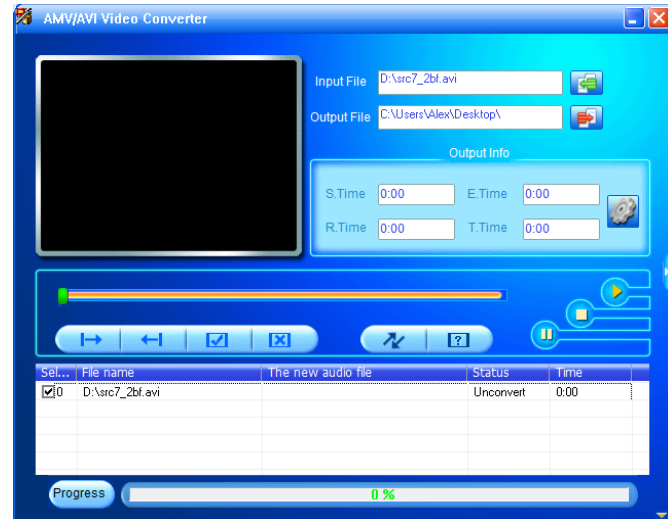 AMV/AVI Video Converter
Input File D:\src7_2bf.avi
Output File C:\Users\Alex\Desktop\
Output Info
S.Time 0:00 E.Time 0:00
R.Time 0:00 T.Time 0:00
?
Sel... File name The new audio file Status Time
0 D:\src7_2bf.avi Unconvert 0:00
Progress 0 %